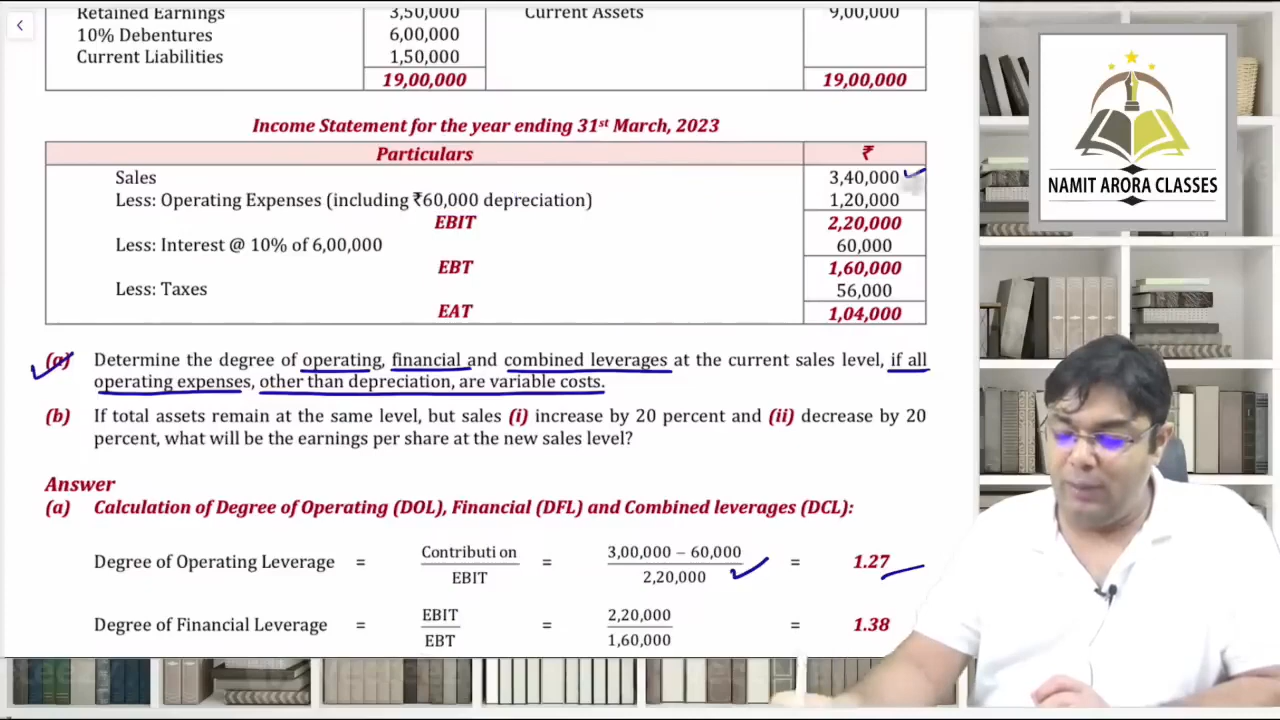 Retained Earnings 3,50,000 Current Assets 9,00,000
10% Debentures 6,00,000
Current Liabilities 1,50,000
19,00,000 19,00,000
Income Statement for the year ending 31st March, 2023
Particulars ₹
Sales 3,40,000
Less: Operating Expenses (including ₹60,000 depreciation) 1,20,000
EBIT 2,20,000
Less: Interest @ 10% of 6,00,000 60,000
EBT 1,60,000
Less: Taxes 56,000
EAT 1,04,000
(a) Determine the degree of operating, financial and combined leverages at the current sales level, if all
operating expenses, other than depreciation, are variable costs.
(b) If total assets remain at the same level, but sales (i) increase by 20 percent and (ii) decrease by 20
percent, what will be the earnings per share at the new sales level?
Answer
(a) Calculation of Degree of Operating (DOL), Financial (DFL) and Combined leverages (DCL):
Degree of Operating Leverage = Contributi on / EBIT = 3,00,000 – 60,000 / 2,20,000 = 1.27
Degree of Financial Leverage = EBIT / EBT = 2,20,000 / 1,60,000 = 1.38
NAMIT ARORA CLASSES